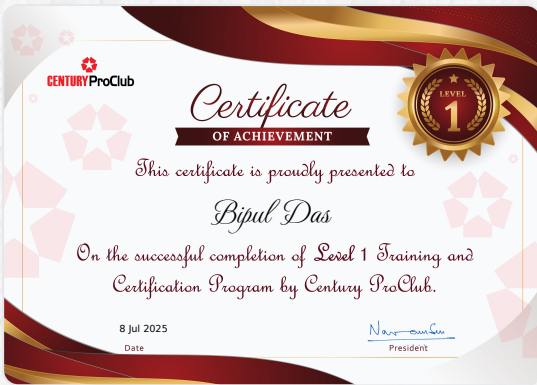 CENTURY ProClub
LEVEL
1
Certificate
OF ACHIEVEMENT
This certificate is proudly presented to
Bipul Das
On the successful completion of Level 1 Training and
Certification Program by Century ProClub.
8 Jul 2025
Date
President